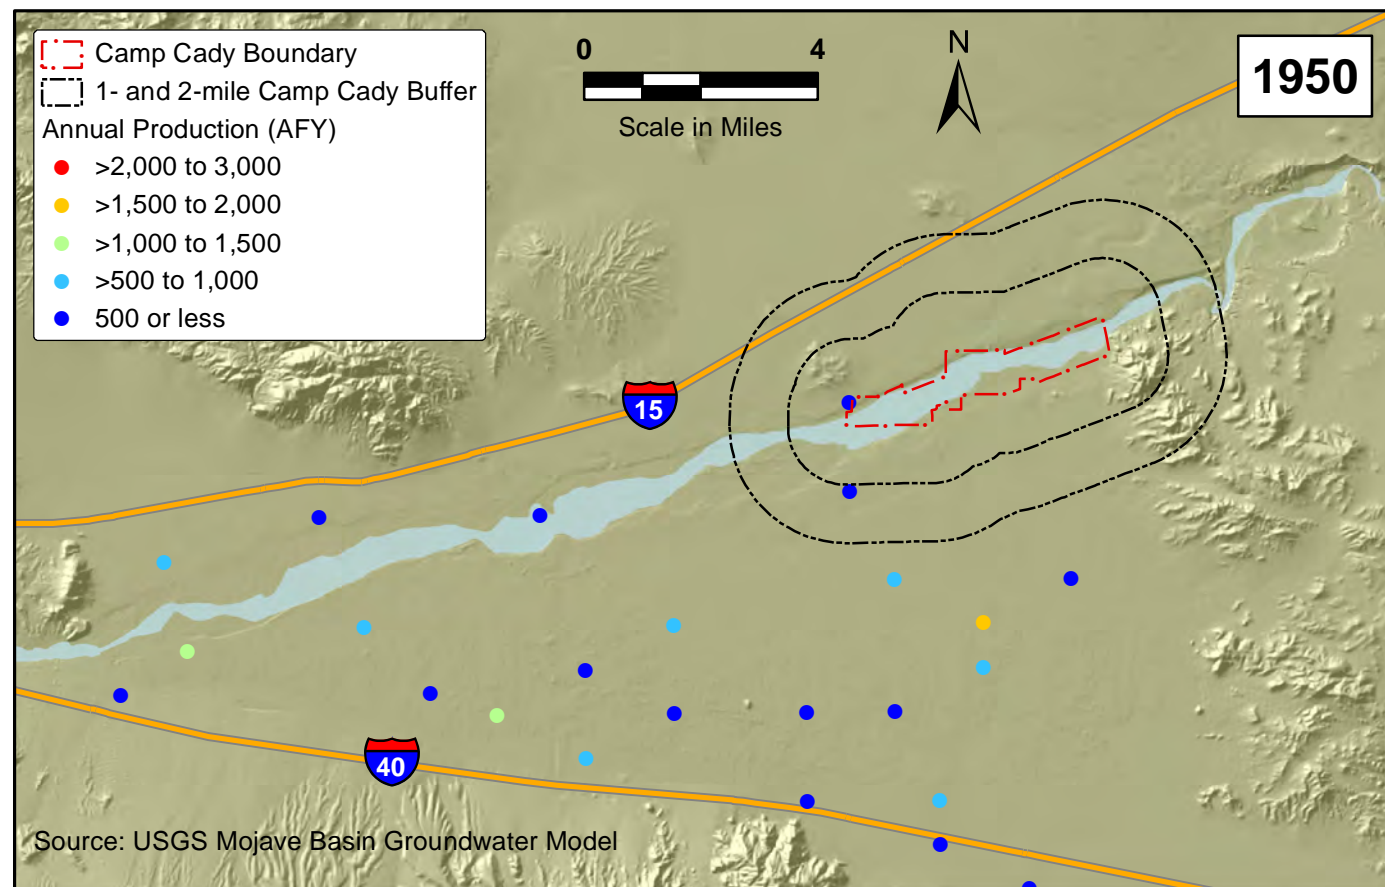 Camp Cady Boundary
1- and 2-mile Camp Cady Buffer
Annual Production (AFY)
>2,000 to 3,000
>1,500 to 2,000
>1,000 to 1,500
>500 to 1,000
500 or less
0 4
Scale in Miles
N
1950
15
40
Source: USGS Mojave Basin Groundwater Model